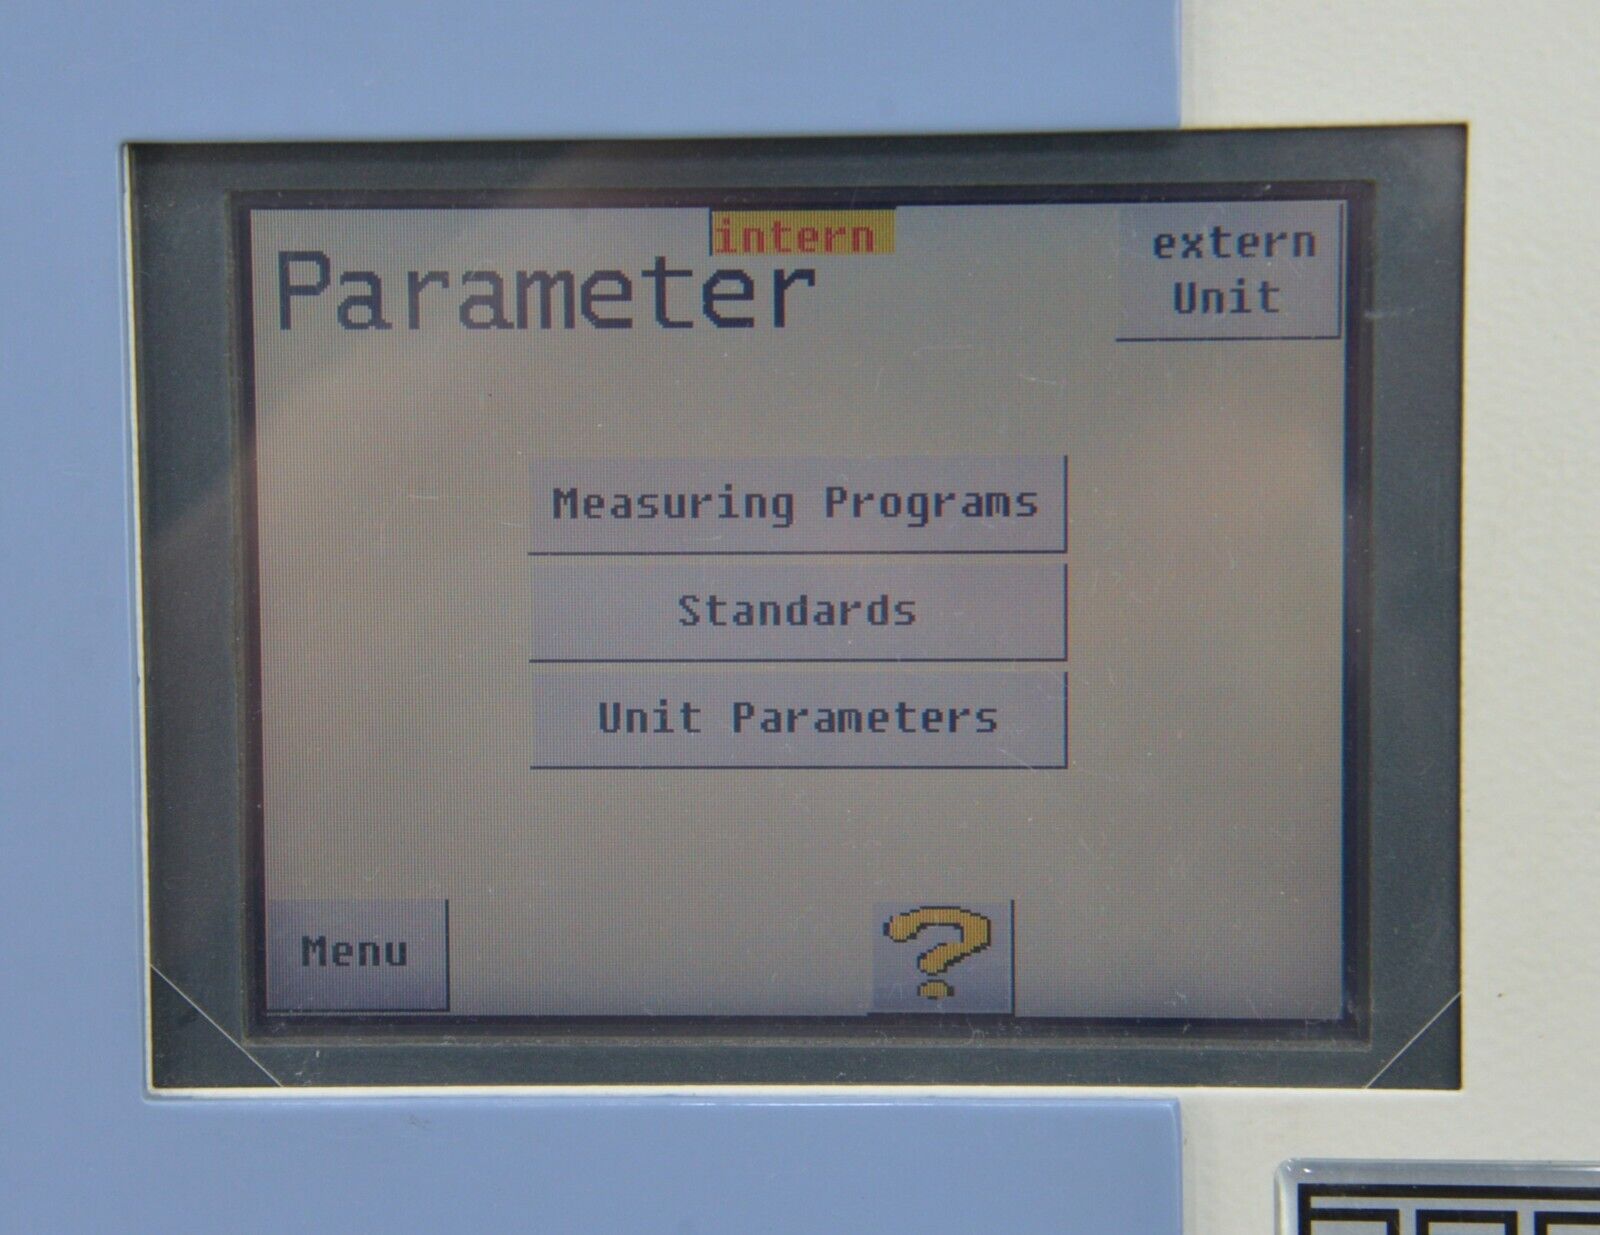 intern
Parameter
extern
Unit
Measuring Programs
Standards
Unit Parameters
Menu
?